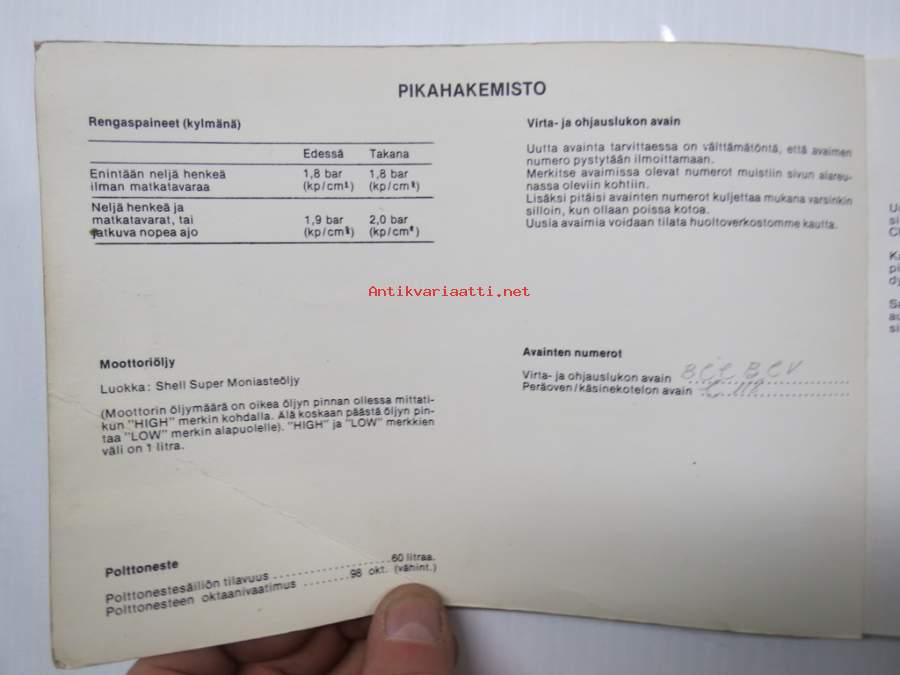 PIKAHAKEMISTO
Rengaspaineet (kylmänä)
Edessä Takana
Enintään neljä henkeä 1,8 bar 1,8 bar
ilman matkatavaraa (kp/cm²) (kp/cm²)
Neljä henkeä ja
matkatavarat, tai 1,9 bar 2,0 bar
jatkuva nopea ajo (kp/cm²) (kp/cm²)
Moottoriöljy
Luokka: Shell Super Moniasteöljy
(Moottorin öljymäärä on oikea öljyn pinnan ollessa mittati-
kun "HIGH" merkin kohdalla. Älä koskaan päästä öljyn pin-
taa "LOW" merkin alapuolelle). "HIGH" ja "LOW" merkkien
väli on 1 litra.
Polttoneste
Polttonestesäiliön tilavuus 60 litraa.
Polttonesteen oktaanivaatimus 98 okt. (vähint.)
Virta- ja ohjauslukon avain
Uutta avainta tarvittaessa on välttämätöntä, että avaimen
numero pystytään ilmoittamaan.
Merkitse avaimissa olevat numerot muistiin sivun alareu-
nassa oleviin kohtiin.
Lisäksi pitäisi avainten numerot kuljettaa mukana varsinkin
silloin, kun ollaan poissa kotoa.
Uusia avaimia voidaan tilata huoltoverkostomme kautta.
Avainten numerot
Virta- ja ohjauslukon avain
Peräoven/käsinekotelon avain
Antikvariaatti.net